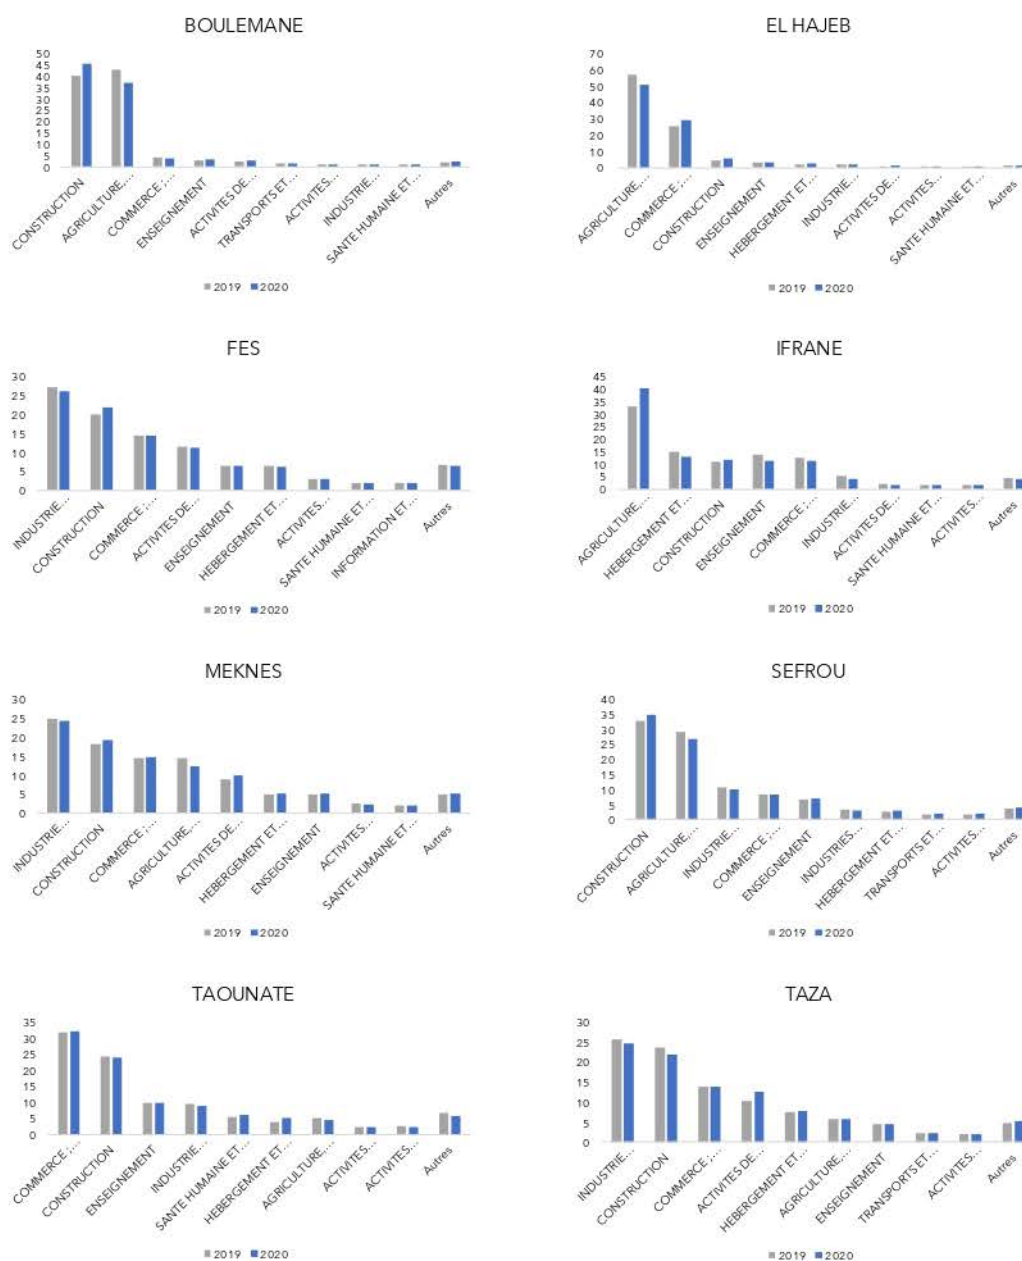 BOULEMANE
50
45
40
35
30
25
20
15
10
5
0
CONSTRUCTION
AGRICULTURE,...
COMMERCE ;...
ENSEIGNEMENT
ACTIVITES DE...
TRANSPORTS ET...
ACTIVITES...
INDUSTRIE...
SANTE HUMAINE ET...
Autres
2019 2020
EL HAJEB
70
60
50
40
30
20
10
0
AGRICULTURE,...
COMMERCE ;...
CONSTRUCTION
ENSEIGNEMENT
HEBERGEMENT ET...
INDUSTRIE...
ACTIVITES DE...
ACTIVITES...
SANTE HUMAINE ET...
Autres
2019 2020
FES
30
25
20
15
10
5
0
INDUSTRIE...
CONSTRUCTION
COMMERCE ;...
ACTIVITES DE...
ENSEIGNEMENT
HEBERGEMENT ET...
ACTIVITES...
SANTE HUMAINE ET...
INFORMATION ET...
Autres
2019 2020
IFRANE
45
40
35
30
25
20
15
10
5
0
AGRICULTURE,...
HEBERGEMENT ET...
CONSTRUCTION
ENSEIGNEMENT
COMMERCE ;...
INDUSTRIE...
ACTIVITES DE...
SANTE HUMAINE ET...
ACTIVITES...
Autres
2019 2020
MEKNES
30
25
20
15
10
5
0
INDUSTRIE...
CONSTRUCTION
COMMERCE ;...
AGRICULTURE,...
ACTIVITES DE...
HEBERGEMENT ET...
ENSEIGNEMENT
ACTIVITES...
SANTE HUMAINE ET...
Autres
2019 2020
SEFROU
40
35
30
25
20
15
10
5
0
CONSTRUCTION
AGRICULTURE,...
INDUSTRIE...
COMMERCE ;...
ENSEIGNEMENT
INDUSTRIES...
HEBERGEMENT ET...
TRANSPORTS ET...
ACTIVITES...
Autres
2019 2020
TAOUNATE
35
30
25
20
15
10
5
0
COMMERCE ;...
CONSTRUCTION
ENSEIGNEMENT
INDUSTRIE...
SANTE HUMAINE ET...
HEBERGEMENT ET...
AGRICULTURE,...
ACTIVITES...
ACTIVITES...
Autres
2019 2020
TAZA
30
25
20
15
10
5
0
INDUSTRIE...
CONSTRUCTION
COMMERCE ;...
ACTIVITES DE...
HEBERGEMENT ET...
AGRICULTURE,...
ENSEIGNEMENT
TRANSPORTS ET...
ACTIVITES...
Autres
2019 2020